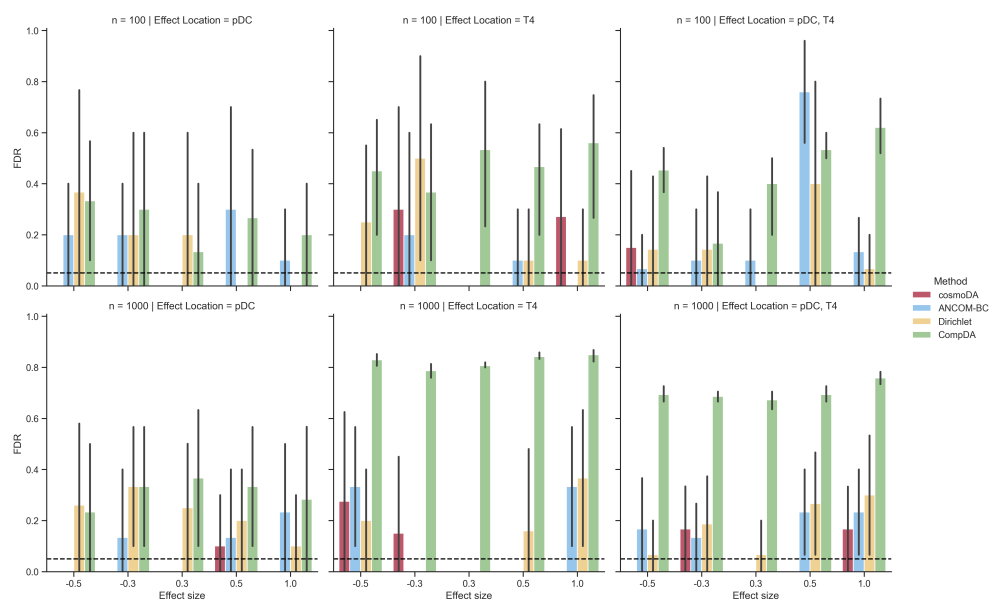 n = 100 | Effect Location = pDC
n = 100 | Effect Location = T4
n = 100 | Effect Location = pDC, T4
1.0
0.8
0.6
0.4
0.2
0.0
FDR
n = 1000 | Effect Location = pDC
n = 1000 | Effect Location = T4
n = 1000 | Effect Location = pDC, T4
1.0
0.8
0.6
0.4
0.2
0.0
FDR
-0.5 -0.3 0.3 0.5 1.0
Effect size
-0.5 -0.3 0.3 0.5 1.0
Effect size
-0.5 -0.3 0.3 0.5 1.0
Effect size
Method
cosmoDA
ANCOM-BC
Dirichlet
CompDA